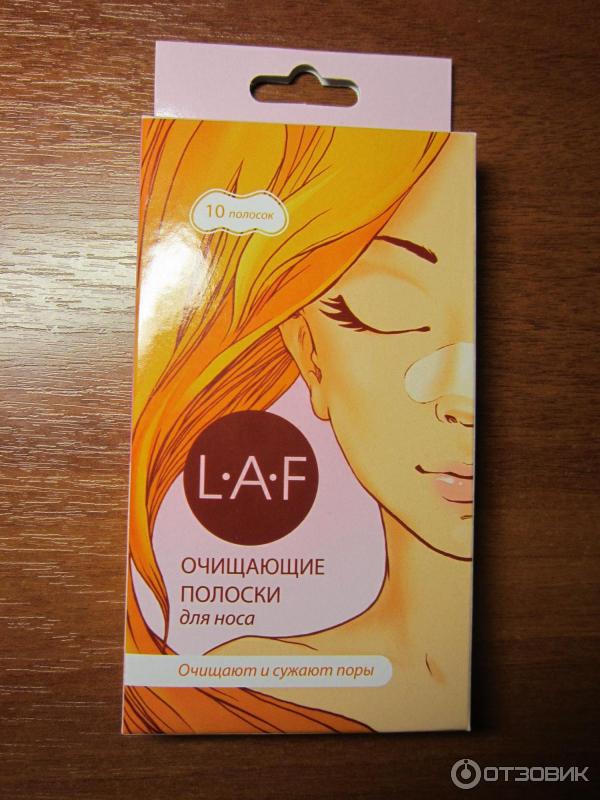 10 полосок
L·A·F
ОЧИЩАЮЩИЕ
ПОЛОСКИ
для носа
Очищают и сужают поры
ОТЗОВИК